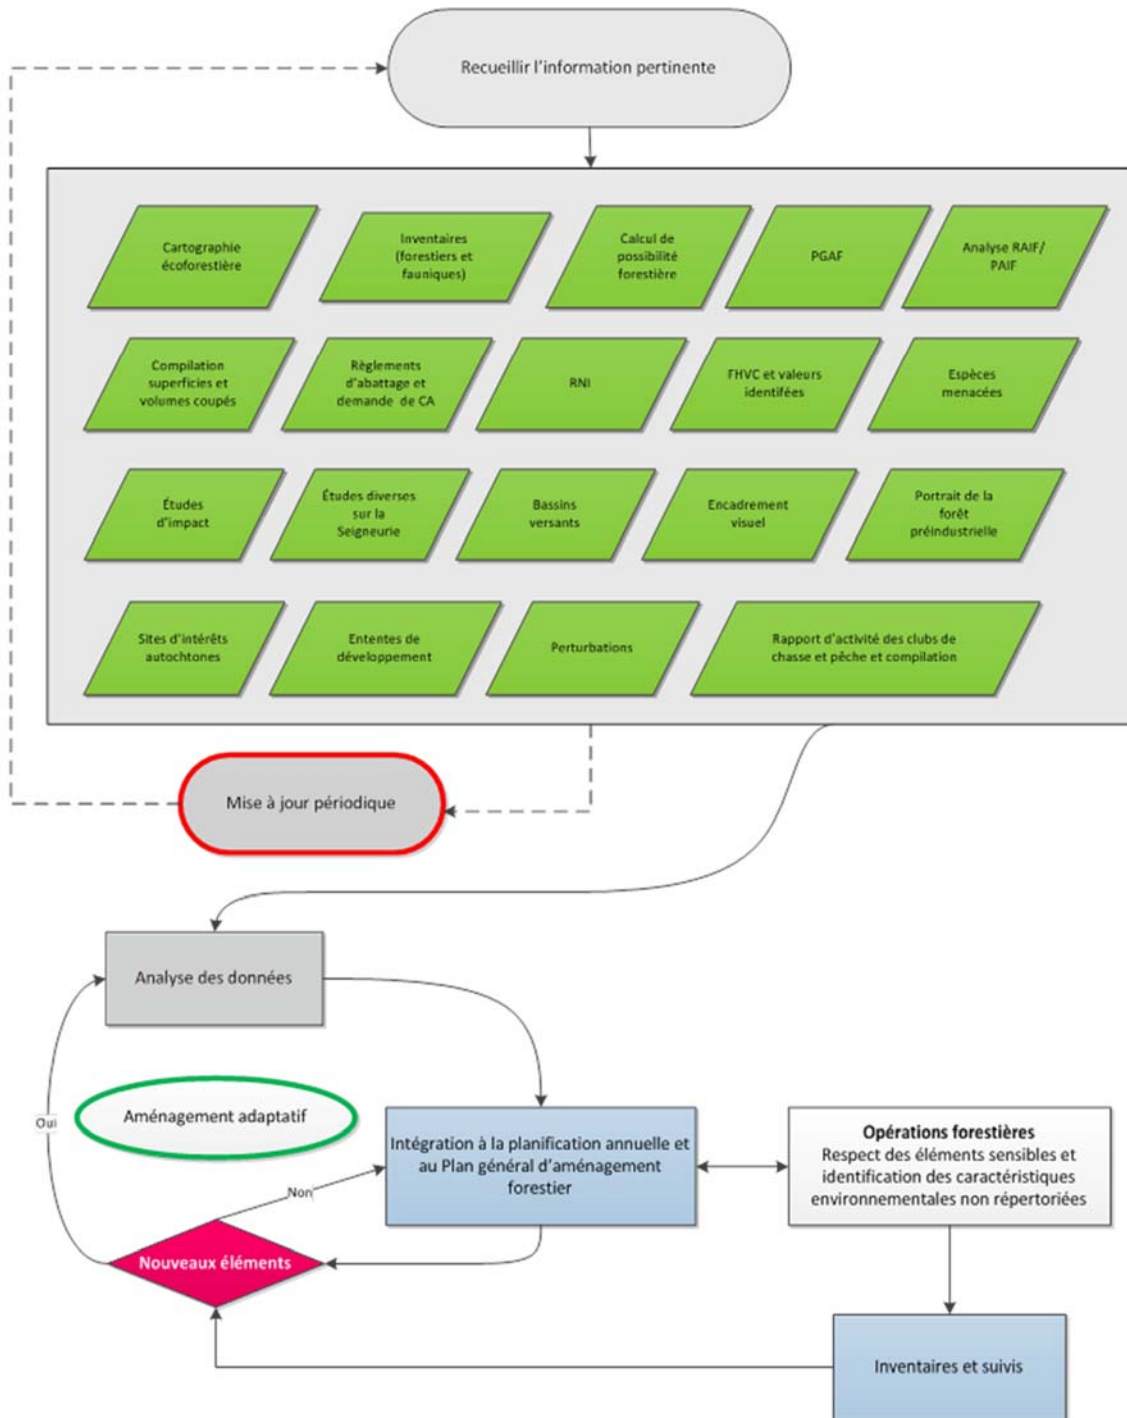 Recueillir l'information pertinente
Cartographie
écoforestière
Inventaires
(forestiers et
fauniques)
Calcul de
possibilité
forestière
PGAF
Analyse RAIF/
PAIF
Compilation
superficies et
volumes coupés
Règlements
d'abattage et
demande de CA
RNI
FHVC et valeurs
identifées
Espèces
menacées
Études
d'impact
Études diverses
sur la
Seigneurie
Bassins
versants
Encadrement
visuel
Portrait de la
forêt
préindustrielle
Sites d'intérêts
autochtones
Ententes de
développement
Perturbations
Rapport d'activité des clubs de
chasse et pêche et compilation
Mise à jour périodique
Analyse des données
Aménagement adaptatif
Oui
Intégration à la planification annuelle et
au Plan général d'aménagement
forestier
Opérations forestières
Respect des éléments sensibles et
identification des caractéristiques
environnementales non répertoriées
Non
Nouveaux éléments
Inventaires et suivis